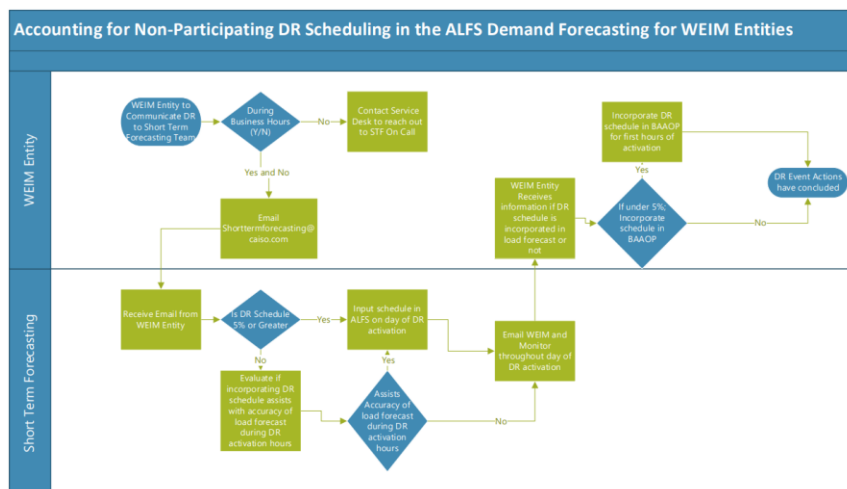 Accounting for Non-Participating DR Scheduling in the ALFS Demand Forecasting for WEIM Entities
WEIM Entity
WEIM Entity to
Communicate DR
to Short Term
Forecasting Team
During
Business Hours
(Y/N)
No
Contact Service
Desk to reach out
to STF On Call
Yes and No
Email
Shorttermforecasting@
caiso.com
WEIM Entity
Receives
information if DR
schedule is
incorporated in
load forecast or
not
Incorporate DR
schedule in BAAOP
for first hours of
activation
Yes
If under 5%;
Incorporate
schedule in
BAAOP
No
DR Event Actions
have concluded
Short Term Forecasting
Receive Email from
WEIM Entity
Is DR Schedule
5% or Greater
Yes
Input schedule in
ALFS on day of DR
activation
No
Evaluate if
incorporating DR
schedule assists
with accuracy of
load forecast
during DR
activation hours
Yes
Assists
Accuracy of
load forecast
during DR
activation
hours
No
Email WEIM and
Monitor
throughout day of
DR activation